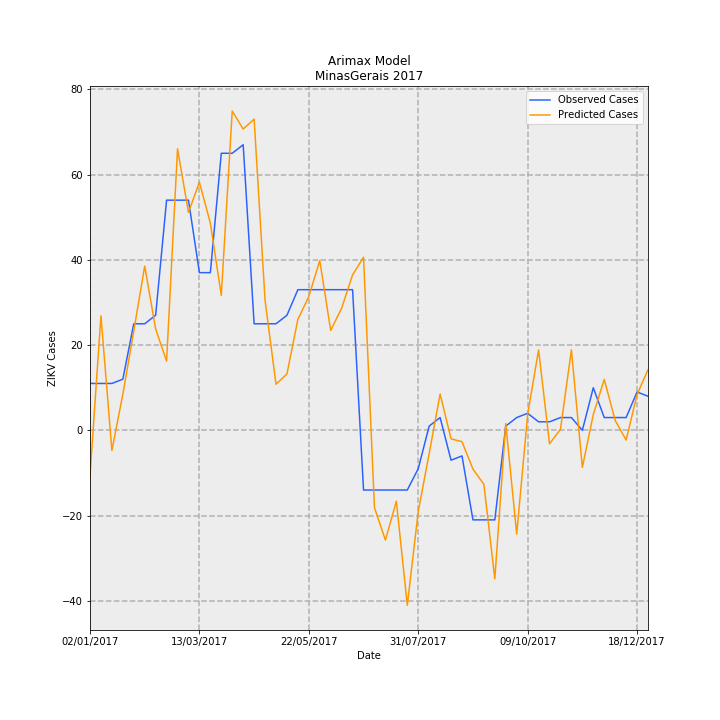 Arimax Model
MinasGerais 2017
Observed Cases
Predicted Cases
ZIKV Cases
80
60
40
20
0
−20
−40
02/01/2017
13/03/2017
22/05/2017
31/07/2017
09/10/2017
18/12/2017
Date